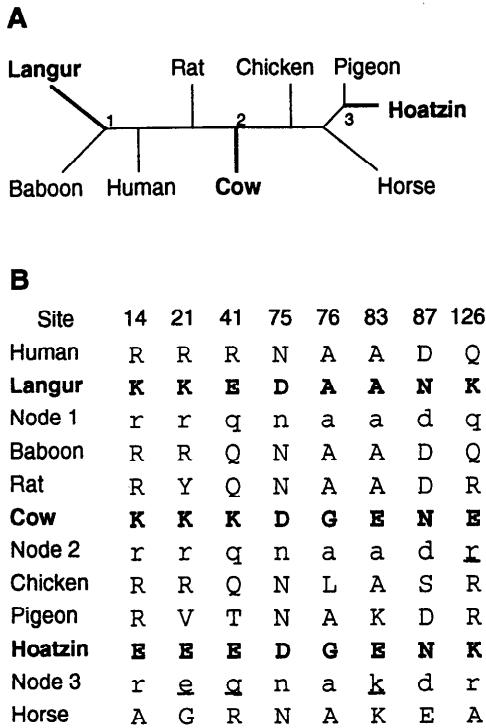 A
Langur Rat Chicken Pigeon
1 2 3 Hoatzin
Baboon Human Cow Horse
B
Site 14 21 41 75 76 83 87 126
Human R R R N A A D Q
Langur K K E D A A N K
Node 1 r r q n a a d q
Baboon R R Q N A A D Q
Rat R Y Q N A A D R
Cow K K K D G E N E
Node 2 r r q n a a d r
Chicken R R Q N L A S R
Pigeon R V T N A K D R
Hoatzin E E E D G E N K
Node 3 r e q n a k d r
Horse A G R N A K E A